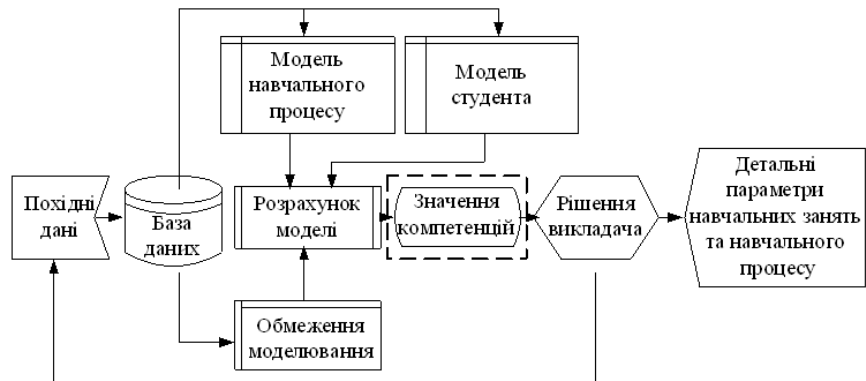 Модель
навчального
процесу
Модель
студента
Похідні
дані
База
даних
Розрахунок
моделі
Значення
компетенцій
Рішення
викладача
Детальні
параметри
навчальних занять
та навчального
процесу
Обмеження
моделювання